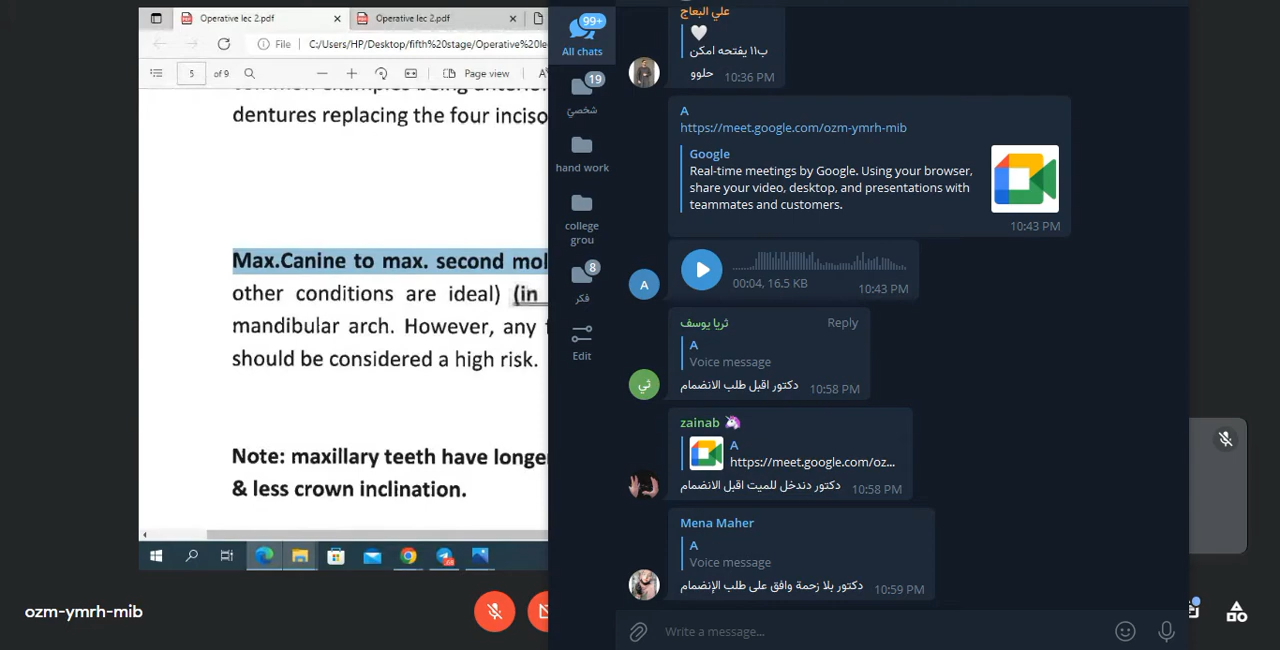 Operative lec 2.pdf
Operative lec 2.pdf
File
C:/Users/HP/Desktop/fifth%20stage/Operative%20le
5 of 9
Page view
dentures replacing the four inciso
Max.Canine to max. second mol
other conditions are ideal) (in
mandibular arch. However, any
should be considered a high risk.
Note: maxillary teeth have longe
& less crown inclination.
ozm-ymrh-mib
99+
All chats
19
شخصيّ
hand work
college
grou
8
فكر
Edit
علي البعاج
ب١١ يفتحه امكن
حلوو
10:36 PM
A
https://meet.google.com/ozm-ymrh-mib
Google
Real-time meetings by Google. Using your browser,
share your video, desktop, and presentations with
teammates and customers.
10:43 PM
A
00:04, 16.5 KB
10:43 PM
ثريا يوسف
Reply
A
Voice message
ثي
دكتور اقبل طلب الانضمام
10:58 PM
zainab
A
https://meet.google.com/oz...
دكتور دندخل للميت اقبل الانضمام
10:58 PM
Mena Maher
A
Voice message
دكتور بلا زحمة وافق على طلب الإنضمام
10:59 PM
Write a message...